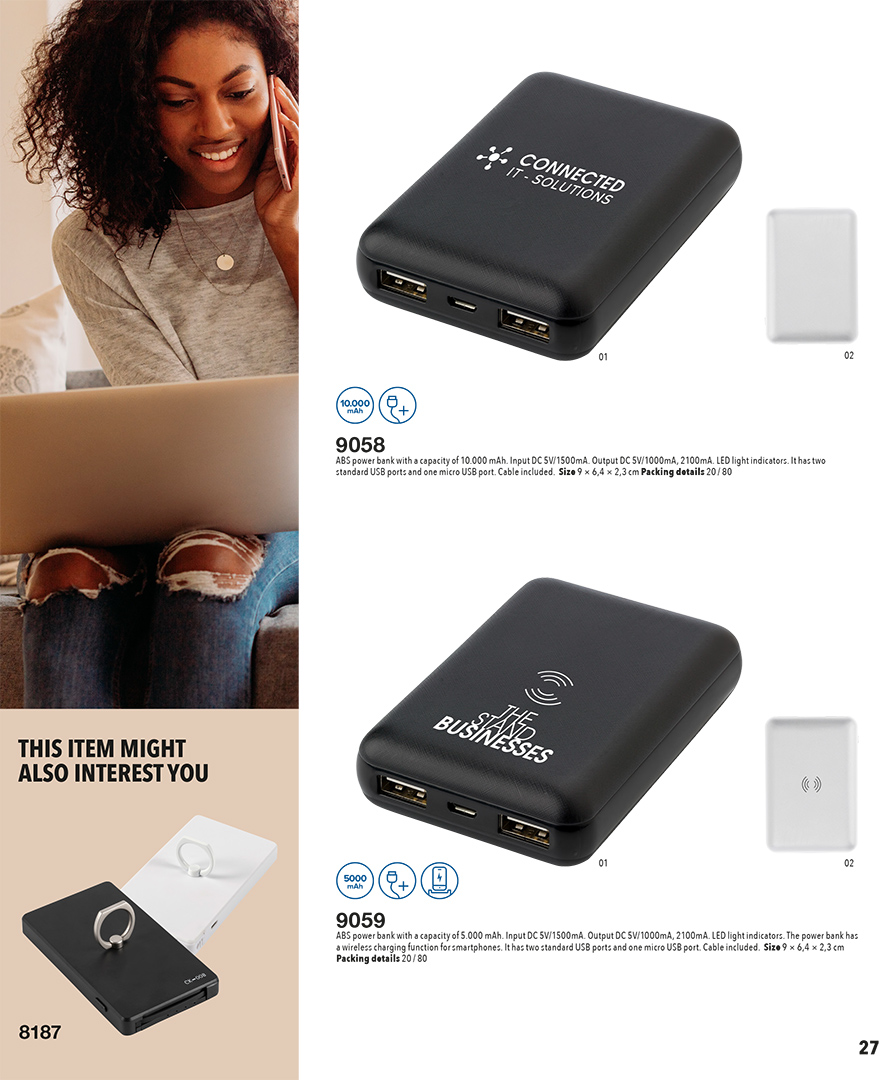 CONNECTED
IT - SOLUTIONS
01
02
10.000
mAh
9058
ABS power bank with a capacity of 10.000 mAh. Input DC 5V/1500mA. Output DC 5V/1000mA, 2100mA. LED light indicators. It has two
standard USB ports and one micro USB port. Cable included. Size 9 × 6,4 × 2,3 cm Packing details 20 / 80
THE
STAND
BUSINESSES
01
02
5000
mAh
9059
ABS power bank with a capacity of 5.000 mAh. Input DC 5V/1500mA. Output DC 5V/1000mA, 2100mA. LED light indicators. The power bank has
a wireless charging function for smartphones. It has two standard USB ports and one micro USB port. Cable included. Size 9 × 6,4 × 2,3 cm
Packing details 20 / 80
THIS ITEM MIGHT
ALSO INTEREST YOU
8187
27